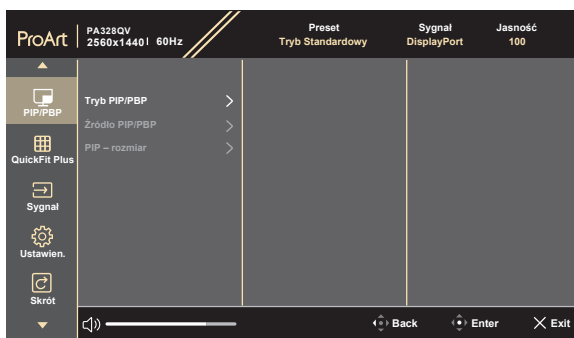 ProArt
PA328QV
2560x1440 60Hz
Preset
Tryb Standardowy
Sygnał
DisplayPort
Jasność
100
PIP/PBP
QuickFit Plus
Sygnał
Ustawien.
Skrót
Tryb PIP/PBP
Źródło PIP/PBP
PIP – rozmiar
Back
Enter
Exit